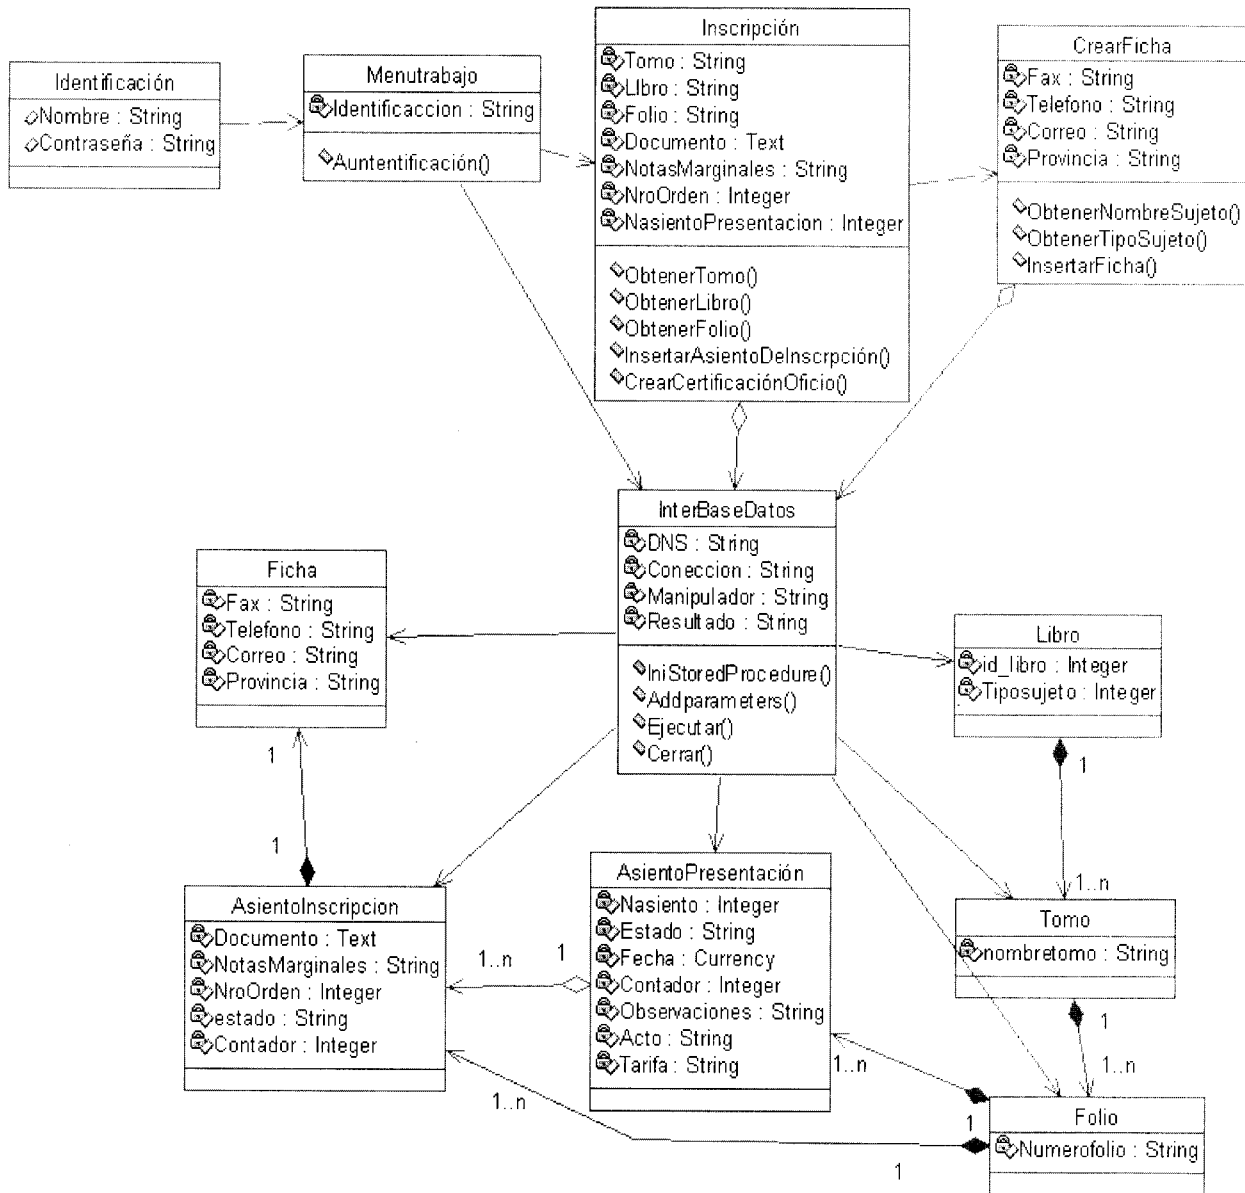 Identificación
Nombre : String
Contraseña : String
Menutrabajo
Identificaccion : String
Auntentificación()
Inscripción
Tomo : String
LIbro : String
Folio : String
Documento : Text
NotasMarginales : String
NroOrden : Integer
NasientoPresentacion : Integer
ObtenerTomo()
ObtenerLibro()
ObtenerFolio()
InsertarAsientoDeInscrpción()
CrearCertificaciónOficio()
CrearFicha
Fax : String
Telefono : String
Correo : String
Provincia : String
ObtenerNombreSujeto()
ObtenerTipoSujeto()
InsertarFicha()
InterBaseDatos
DNS : String
Coneccion : String
Manipulador : String
Resultado : String
IniStoredProcedure()
Addparameters()
Ejecutar()
Cerrar()
Ficha
Fax : String
Telefono : String
Correo : String
Provincia : String
Libro
id_libro : Integer
Tiposujeto : Integer
1
1
1
1..n
AsientoInscripcion
Documento : Text
NotasMarginales : String
NroOrden : Integer
estado : String
Contador : Integer
1..n
1
AsientoPresentación
Nasiento : Integer
Estado : String
Fecha : Currency
Contador : Integer
Observaciones : String
Acto : String
Tarifa : String
Tomo
nombretomo : String
1
1..n
1..n
1
1..n
1
Folio
Numerofolio : String